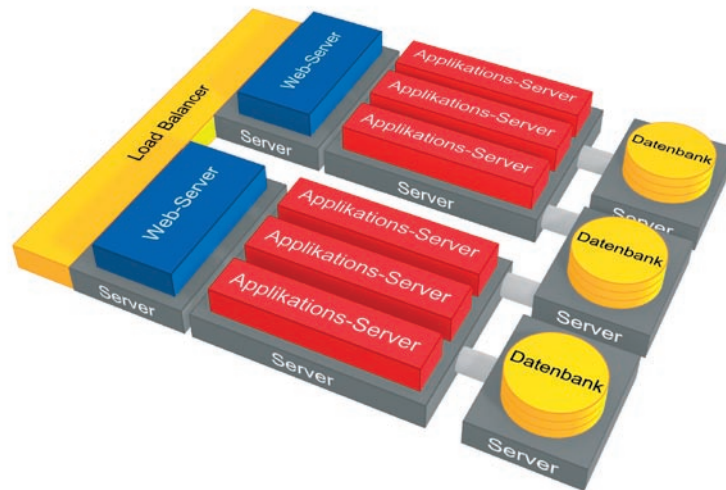 Load Balancer
Web-Server
Server
Applikations-Server
Applikations-Server
Applikations-Server
Server
Datenbank
Server
Web-Server
Server
Applikations-Server
Applikations-Server
Applikations-Server
Server
Datenbank
Server
Datenbank
Server